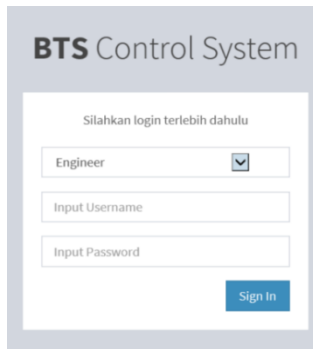 BTS Control System
Silahkan login terlebih dahulu
Engineer
Input Username
Input Password
Sign In